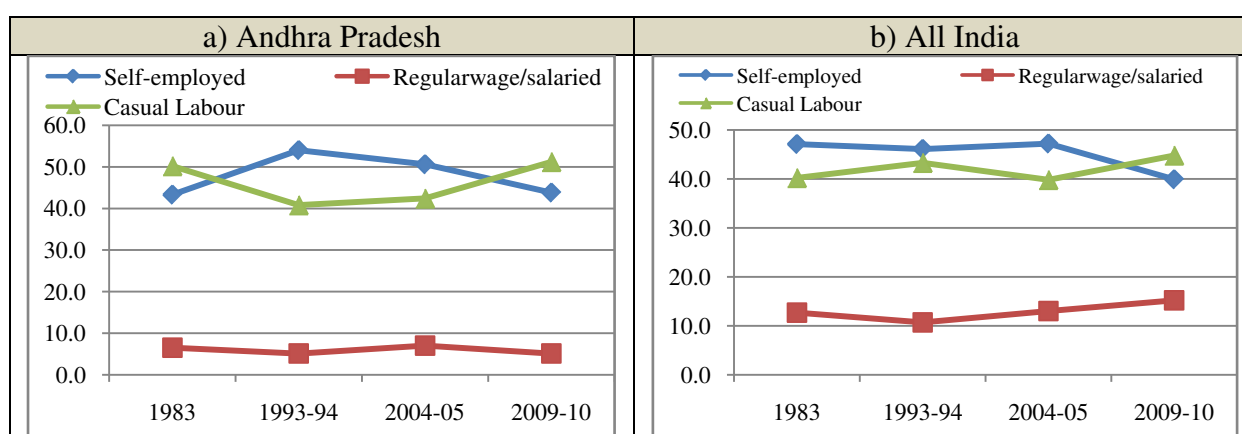 a) Andhra Pradesh
Self-employed
Regularwage/salaried
Casual Labour
60.0
50.0
40.0
30.0
20.0
10.0
0.0
1983 1993-94 2004-05 2009-10
b) All India
Self-employed
Regularwage/salaried
Casual Labour
50.0
40.0
30.0
20.0
10.0
0.0
1983 1993-94 2004-05 2009-10